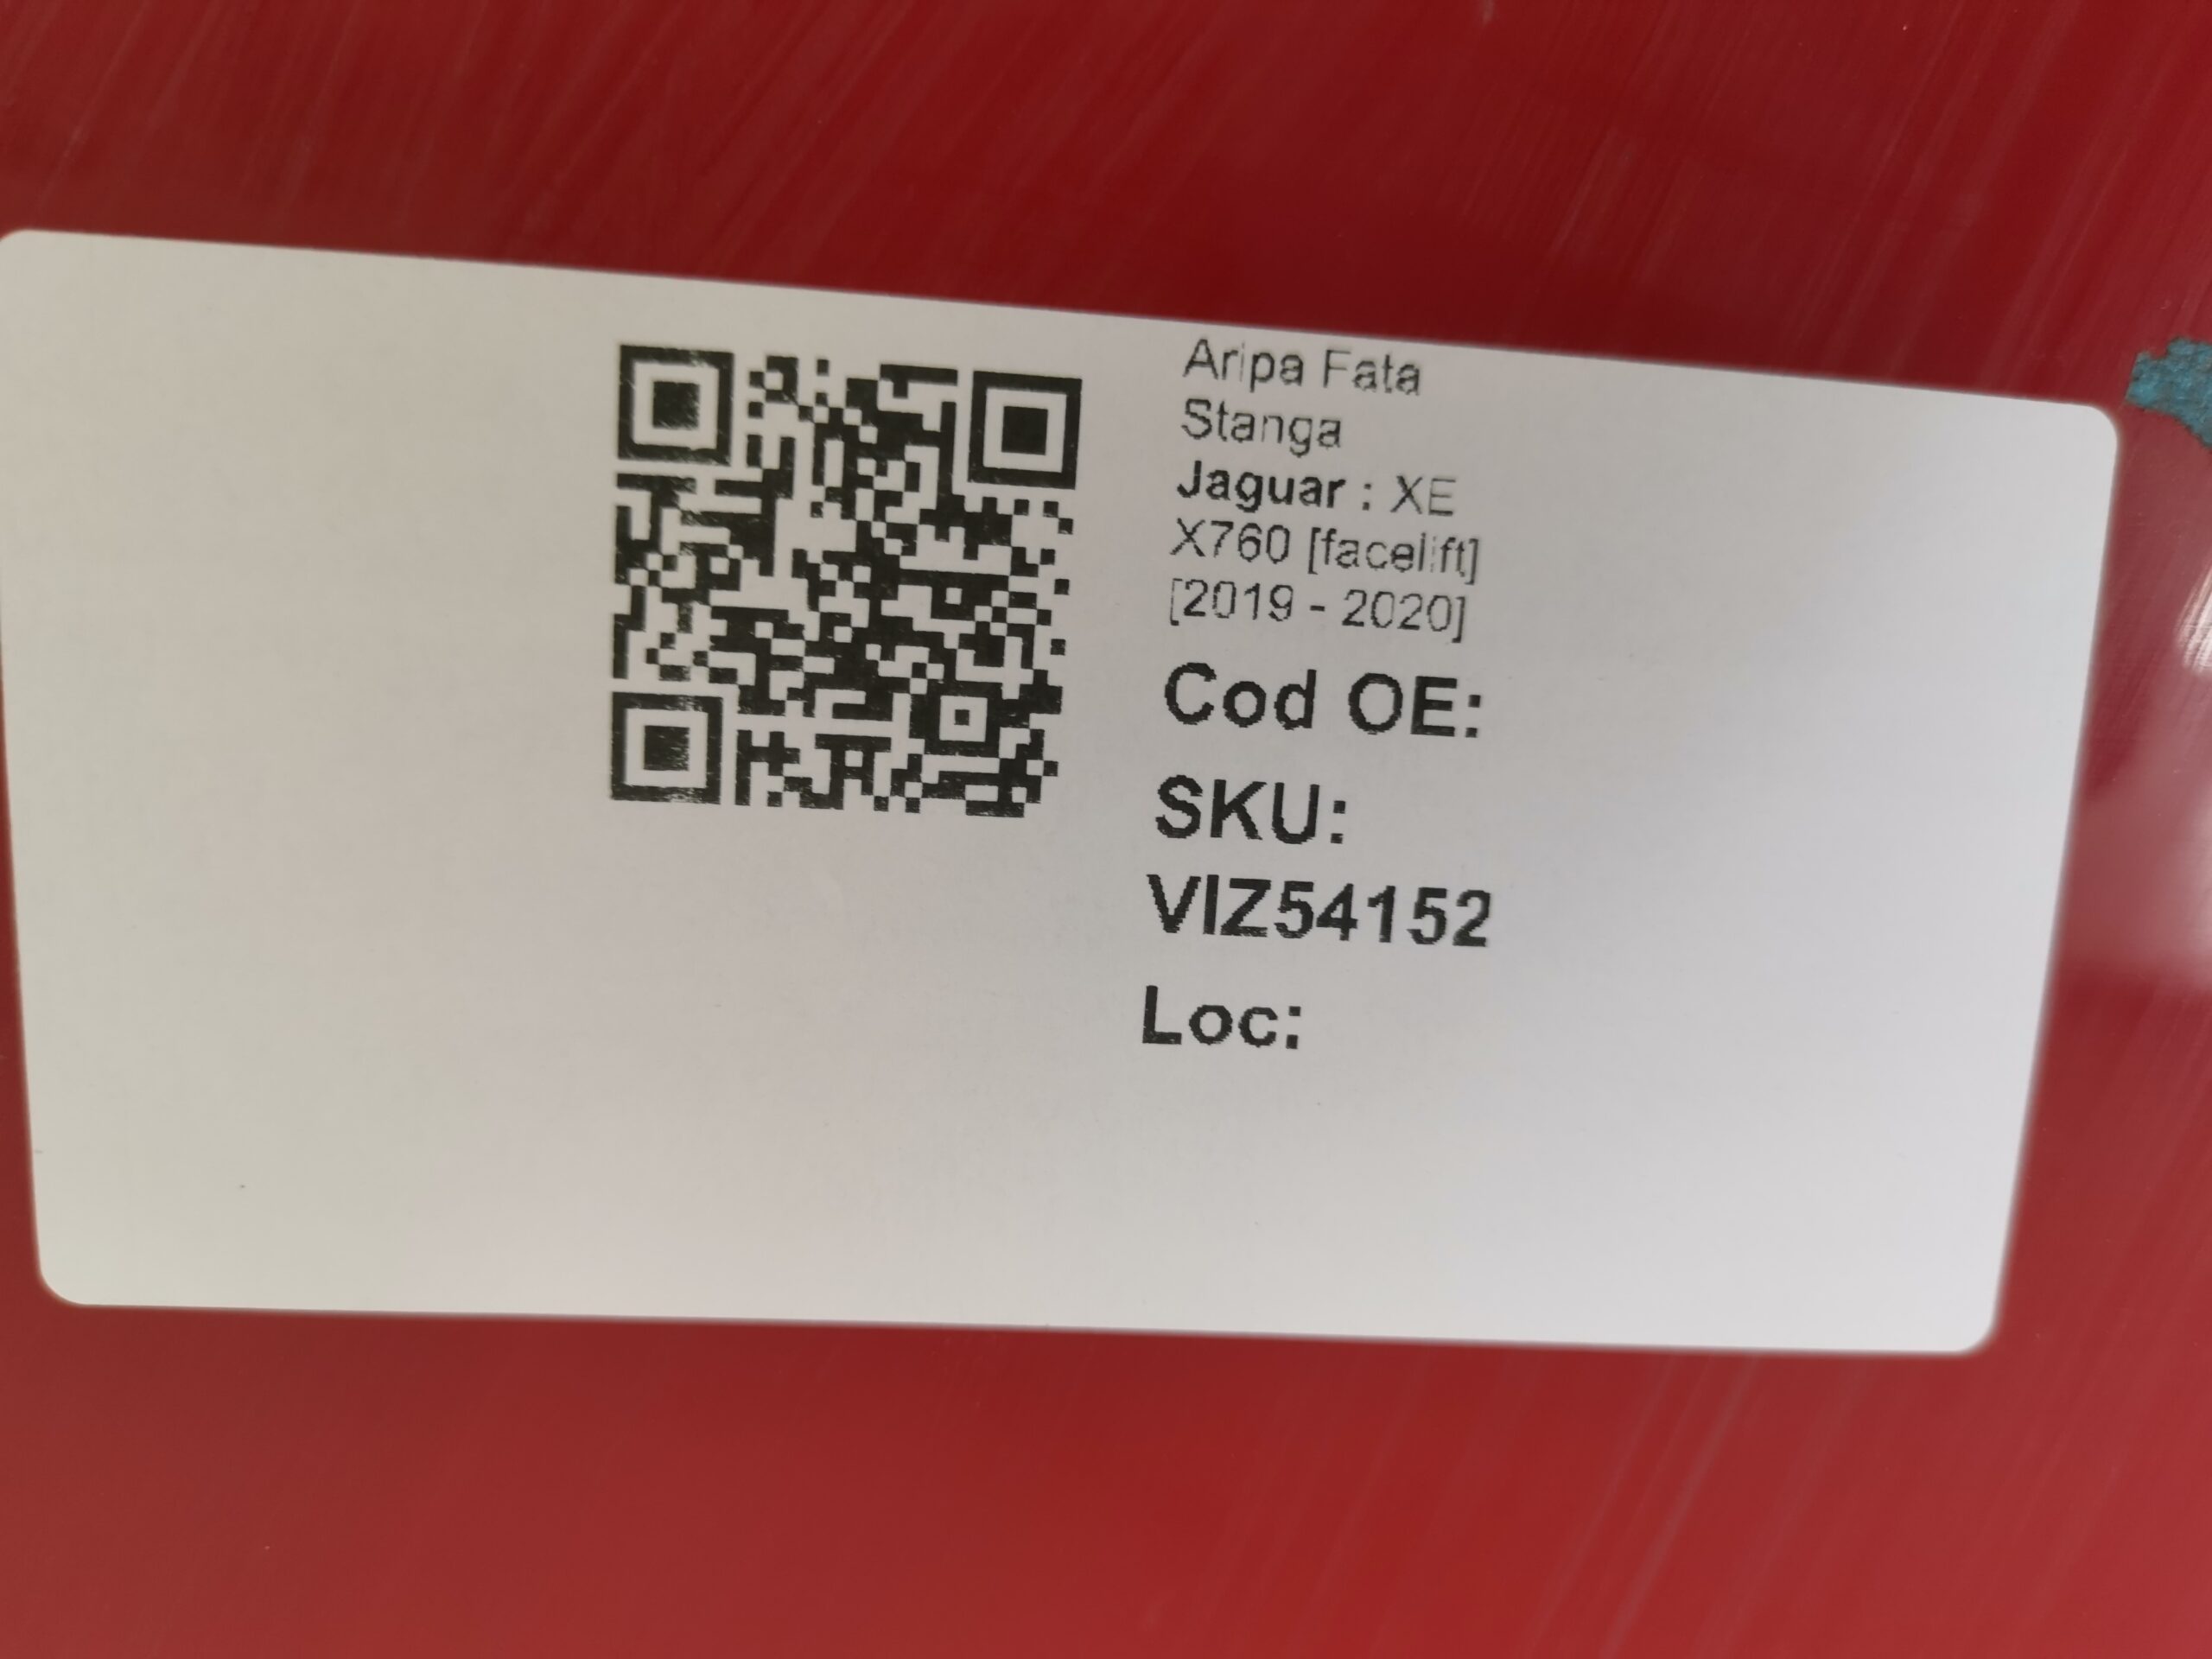 Aripa Fata
Stanga
Jaguar : XE
X760 [facelift]
[2019 - 2020]
Cod OE:
SKU:
VIZ54152
Loc: